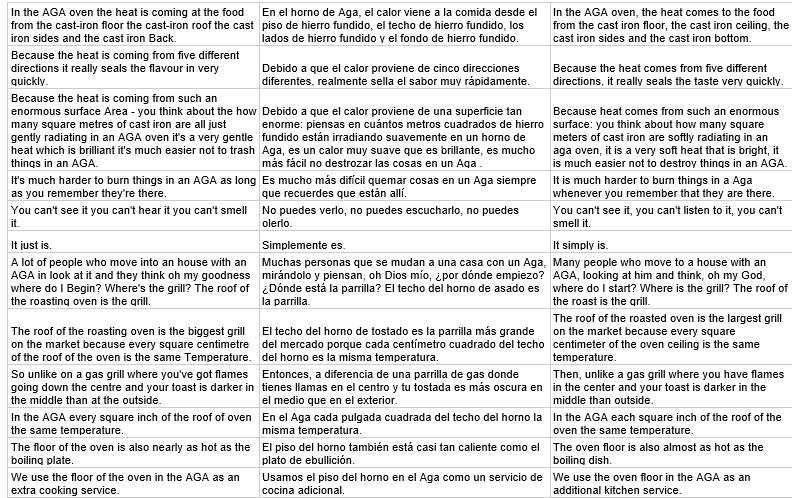 In the AGA oven the heat is coming at the food
from the cast-iron floor the cast-iron roof the cast
iron sides and the cast iron Back.
En el horno de Aga, el calor viene a la comida desde el
piso de hierro fundido, el techo de hierro fundido, los
lados de hierro fundido y el fondo de hierro fundido.
In the AGA oven, the heat comes to the food
from the cast iron floor, the cast iron ceiling, the
cast iron sides and the cast iron bottom.
Because the heat is coming from five different
directions it really seals the flavour in very
quickly.
Debido a que el calor proviene de cinco direcciones
diferentes, realmente sella el sabor muy rápidamente.
Because the heat comes from five different
directions, it really seals the taste very quickly.
Because the heat is coming from such an
enormous surface Area - you think about the how
many square metres of cast iron are all just
gently radiating in an AGA oven it's a very gentle
heat which is brilliant it's much easier not to trash
things in an AGA.
Debido a que el calor proviene de una superficie tan
enorme: piensas en cuántos metros cuadrados de hierro
fundido están irradiando suavemente en un horno de
Aga, es un calor muy suave que es brillante, es mucho
más fácil no destrozar las cosas en un Aga .
Because heat comes from such an enormous
surface: you think about how many square
meters of cast iron are softly radiating in an
aga oven, it is a very soft heat that is bright, it
is much easier not to destroy things in an AGA.
It's much harder to burn things in an AGA as long
as you remember they're there.
Es mucho más difícil quemar cosas en un Aga siempre
que recuerdes que están allí.
It is much harder to burn things in a Aga
whenever you remember that they are there.
You can't see it you can't hear it you can't smell
it.
No puedes verlo, no puedes escucharlo, no puedes
olerlo.
You can't see it, you can't listen to it, you can't
smell it.
It just is.
Simplemente es.
It simply is.
A lot of people who move into an house with an
AGA in look at it and they think oh my goodness
where do I Begin? Where's the grill? The roof of
the roasting oven is the grill.
Muchas personas que se mudan a una casa con un Aga,
mirándolo y piensan, oh Dios mío, ¿por dónde empiezo?
¿Dónde está la parrilla? El techo del horno de asado es
la parrilla.
Many people who move to a house with an
AGA, looking at him and think, oh my God,
where do I start? Where is the grill? The roof of
the roast is the grill.
The roof of the roasting oven is the biggest grill
on the market because every square centimetre
of the roof of the oven is the same Temperature.
El techo del horno de tostado es la parrilla más grande
del mercado porque cada centímetro cuadrado del techo
del horno es la misma temperatura.
The roof of the roasted oven is the largest grill
on the market because every square
centimeter of the oven ceiling is the same
temperature.
So unlike on a gas grill where you've got flames
going down the centre and your toast is darker in
the middle than at the outside.
Entonces, a diferencia de una parrilla de gas donde
tienes llamas en el centro y tu tostada es más oscura en
el medio que en el exterior.
Then, unlike a gas grill where you have flames
in the center and your toast is darker in the
middle than outside.
In the AGA every square inch of the roof of oven
the same temperature.
En el Aga cada pulgada cuadrada del techo del horno la
misma temperatura.
In the AGA each square inch of the roof of the
oven the same temperature.
The floor of the oven is also nearly as hot as the
boiling plate.
El piso del horno también está casi tan caliente como el
plato de ebullición.
The oven floor is also almost as hot as the
boiling dish.
We use the floor of the oven in the AGA as an
extra cooking service.
Usamos el piso del horno en el Aga como un servicio de
cocina adicional.
We use the oven floor in the AGA as an
additional kitchen service.